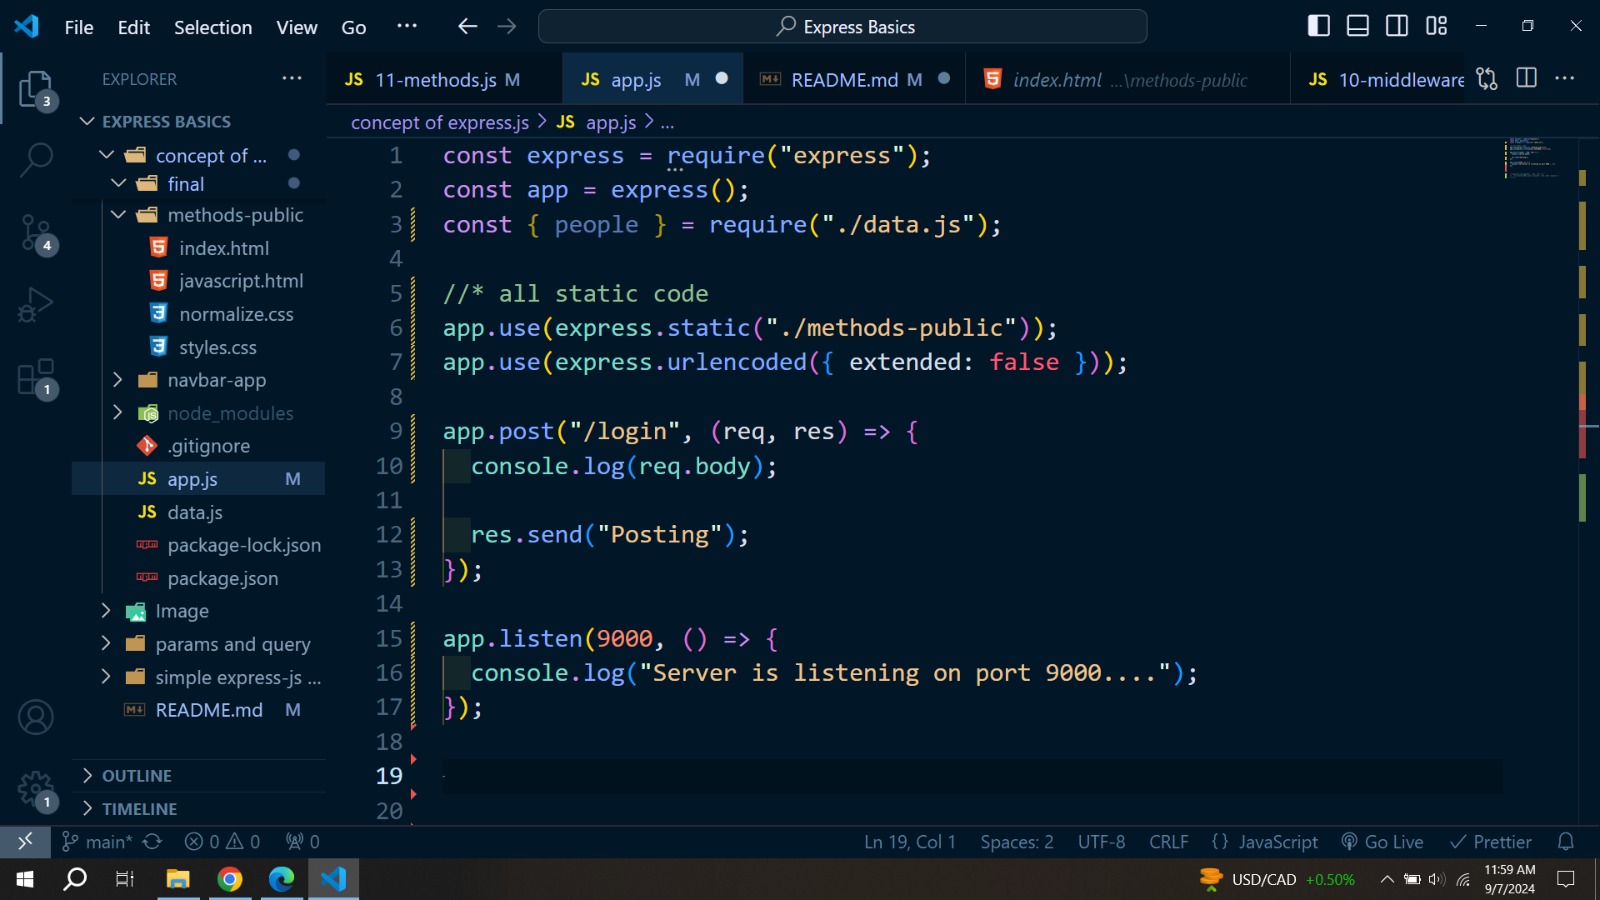 File Edit Selection View Go ··· Express Basics
EXPLORER ···
11-methods.js M
JS app.js M
README.md M
index.html ...\methods-public
JS 10-middleware
EXPRESS BASICS
concept of ...
final
methods-public
index.html
javascript.html
normalize.css
styles.css
navbar-app
node_modules
.gitignore
JS app.js M
JS data.js
package-lock.json
package.json
Image
params and query
simple express-js ...
README.md M
OUTLINE
TIMELINE
3
4
1
1
concept of express.js > JS app.js > ...
1 const express = require("express");
2 const app = express();
3 const { people } = require("./data.js");
4
5 //* all static code
6 app.use(express.static("./methods-public"));
7 app.use(express.urlencoded({ extended: false }));
8
9 app.post("/login", (req, res) => {
10 console.log(req.body);
11
12 res.send("Posting");
13 });
14
15 app.listen(9000, () => {
16 console.log("Server is listening on port 9000....");
17 });
18
19
20
main* 0 0 0 Ln 19, Col 1 Spaces: 2 UTF-8 CRLF {} JavaScript Go Live Prettier
USD/CAD +0.50% 11:59 AM
9/7/2024